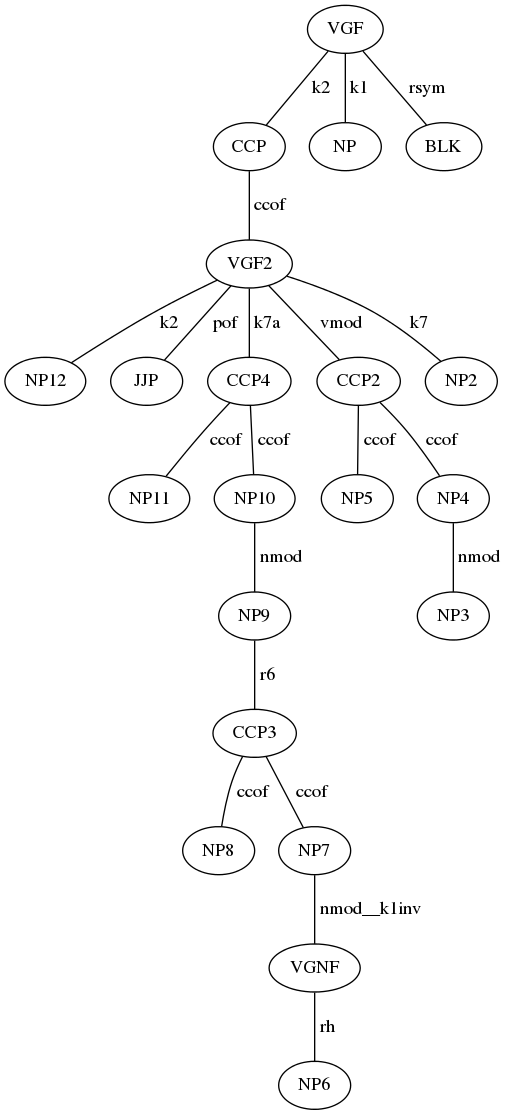 VGF
k2 k1 rsym
CCP NP BLK
ccof
VGF2
k2 pof k7a vmod k7
NP12 JJP CCP4 CCP2 NP2
ccof ccof ccof ccof
NP11 NP10 NP5 NP4
nmod nmod
NP9 NP3
r6
CCP3
ccof ccof
NP8 NP7
nmod__k1inv
VGNF
rh
NP6